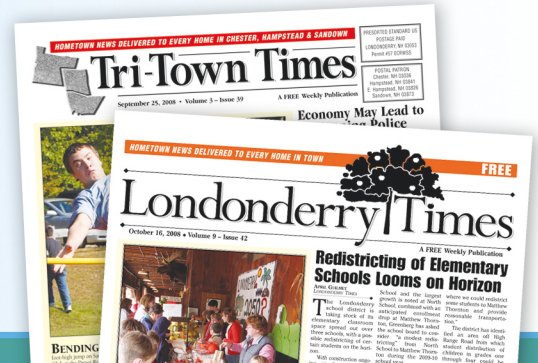 HOMETOWN NEWS DELIVERED TO EVERY HOME IN CHESTER, HAMPSTEAD & SANDOWN
PRESORTED STANDARD US
POSTAGE PAID
LONDONDERRY, NH 03053
Permit #57 ECRWSS
POSTAL PATRON
Chester, NH 03036
Hampstead, NH 03841
E. Hampstead, NH 03826
Sandown, NH 03873
Tri-Town Times
September 25, 2008 • Volume 3 – Issue 39
A FREE Weekly Publication
Economy May Lead to
Police
BENDING
HOMETOWN NEWS DELIVERED TO EVERY HOME IN TOWN
FREE
Londonderry Times
October 16, 2008 • Volume 9 – Issue 42
A FREE Weekly Publication
Redistricting of Elementary
Schools Looms on Horizon
LONDONDERRY TIMES
The Londonderry
school district is
taking stock of its
elementary classroom
space spread out over
three schools, with a pos-
sible redistricting of cer-
tain students on the hori-
zon.
School and the largest
growth is noted at North
School, combined with an
anticipated enrollment
drop at Matthew Thorn-
ton, Greenberg has asked
the school board to con-
sider "a modest redis-
tricting" from North
School to Matthew Thorn-
ton during the 2009-10
where we could redistrict
some students to Matthew
Thornton and provide
reasonable transporta-
tion."
The district has identi-
fied an area off High
Range Road from which
student distribution of
children in grades one